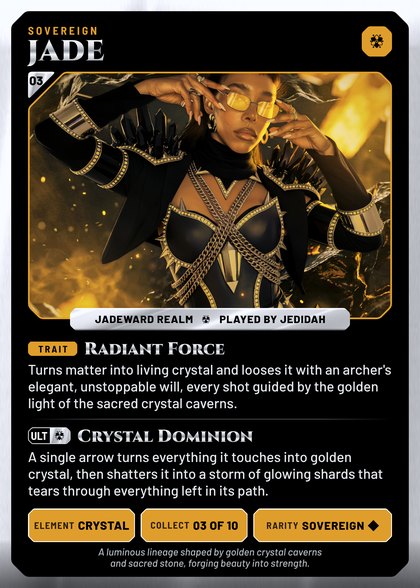 SOVEREIGN
JADE
03
JADEWARD REALM PLAYED BY JEDIDAH
TRAIT RADIANT FORCE
Turns matter into living crystal and looses it with an archer's
elegant, unstoppable will, every shot guided by the golden
light of the sacred crystal caverns.
ULT CRYSTAL DOMINION
A single arrow turns everything it touches into golden
crystal, then shatters it into a storm of glowing shards that
tears through everything left in its path.
ELEMENT CRYSTAL COLLECT 03 OF 10 RARITY SOVEREIGN ◆
A luminous lineage shaped by golden crystal caverns
and sacred stone, forging beauty into strength.